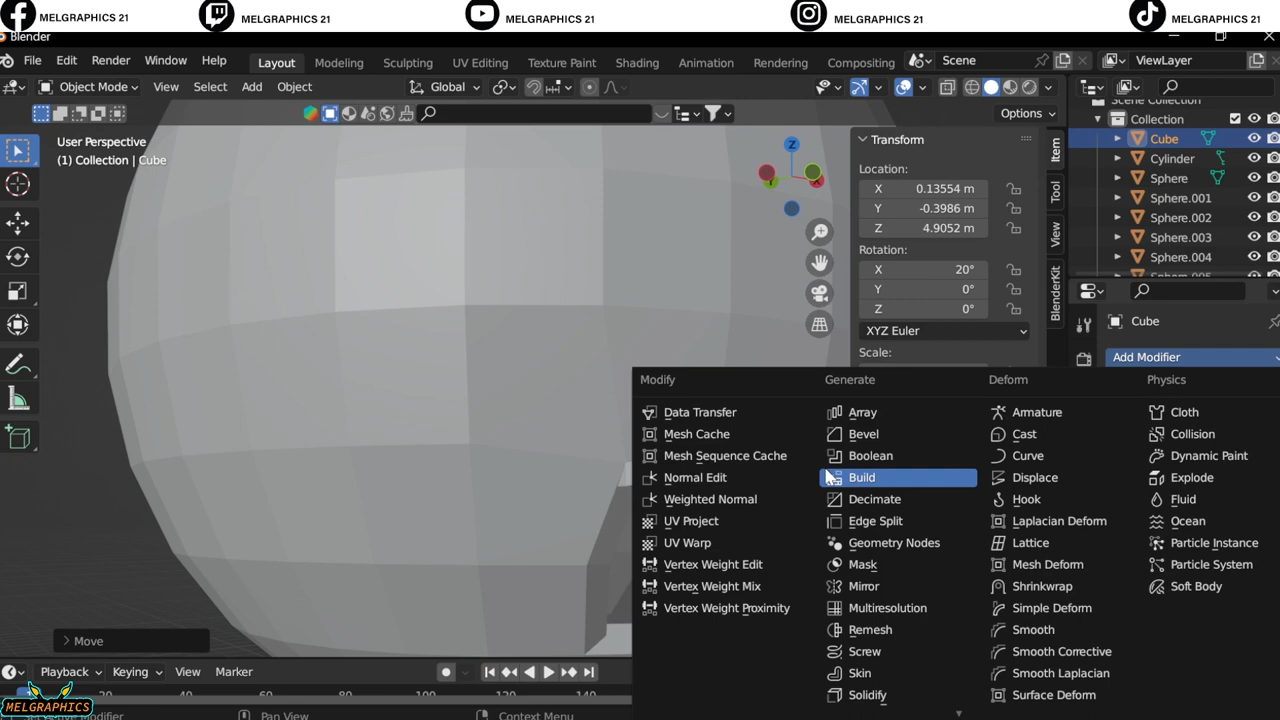 MELGRAPHICS 21
MELGRAPHICS 21
MELGRAPHICS 21
MELGRAPHICS 21
MELGRAPHICS 21
Blender
File Edit Render Window Help Layout Modeling Sculpting UV Editing Texture Paint Shading Animation Rendering Compositing Scene ViewLayer
Object Mode View Select Add Object Global
Options
Scene Collection
Collection
Cube
Cylinder
Sphere
Sphere.001
Sphere.002
Sphere.003
Sphere.004
User Perspective
(1) Collection | Cube
Z
Transform
Location:
X 0.13554 m
Y -0.3986 m
Z 4.9052 m
Rotation:
X 20°
Y 0°
Z 0°
XYZ Euler
Scale:
Item
Tool
View
BlenderKit
Cube
Add Modifier
Modify
Data Transfer
Mesh Cache
Mesh Sequence Cache
Normal Edit
Weighted Normal
UV Project
UV Warp
Vertex Weight Edit
Vertex Weight Mix
Vertex Weight Proximity
Generate
Array
Bevel
Boolean
Build
Decimate
Edge Split
Geometry Nodes
Mask
Mirror
Multiresolution
Remesh
Screw
Skin
Solidify
Deform
Armature
Cast
Curve
Displace
Hook
Laplacian Deform
Lattice
Mesh Deform
Shrinkwrap
Simple Deform
Smooth
Smooth Corrective
Smooth Laplacian
Surface Deform
Physics
Cloth
Collision
Dynamic Paint
Explode
Fluid
Ocean
Particle Instance
Particle System
Soft Body
Move
Playback Keying View Marker
20 40 60 80 100 120 140
MELGRAPHICS
Pan View
Context Menu